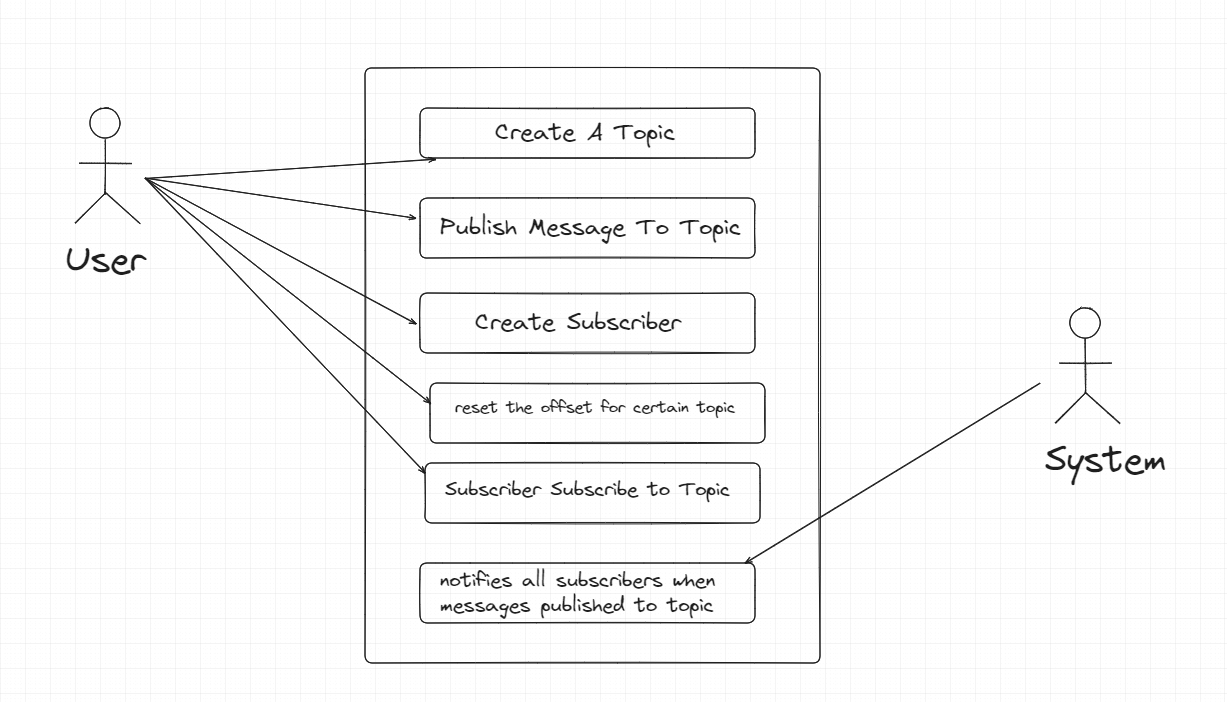 Create A Topic
Publish Message To Topic
User
Create Subscriber
reset the offset for certain topic
System
Subscriber Subscribe to Topic
notifies all subscribers when
messages published to topic